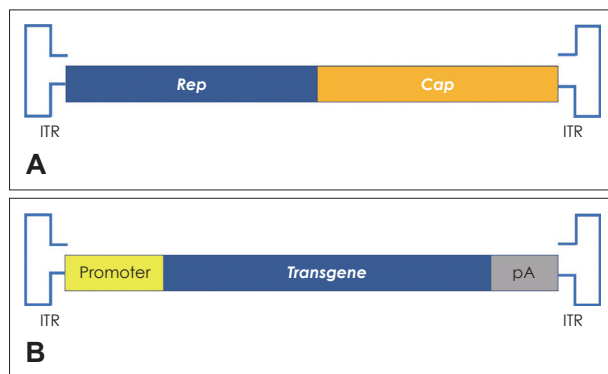 Rep Cap
ITR ITR
A
Promoter Transgene pA
ITR ITR
B